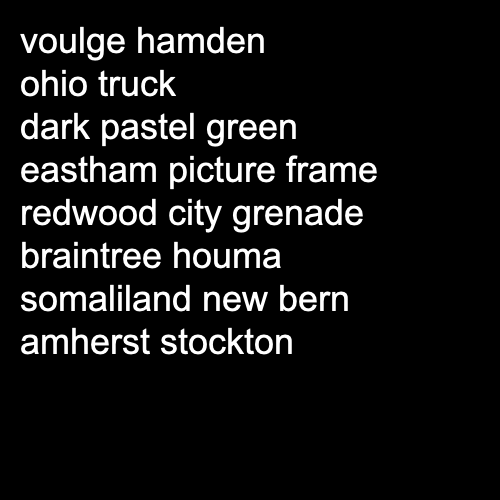 voulge hamden
ohio truck
dark pastel green
eastham picture frame
redwood city grenade
braintree houma
somaliland new bern
amherst stockton